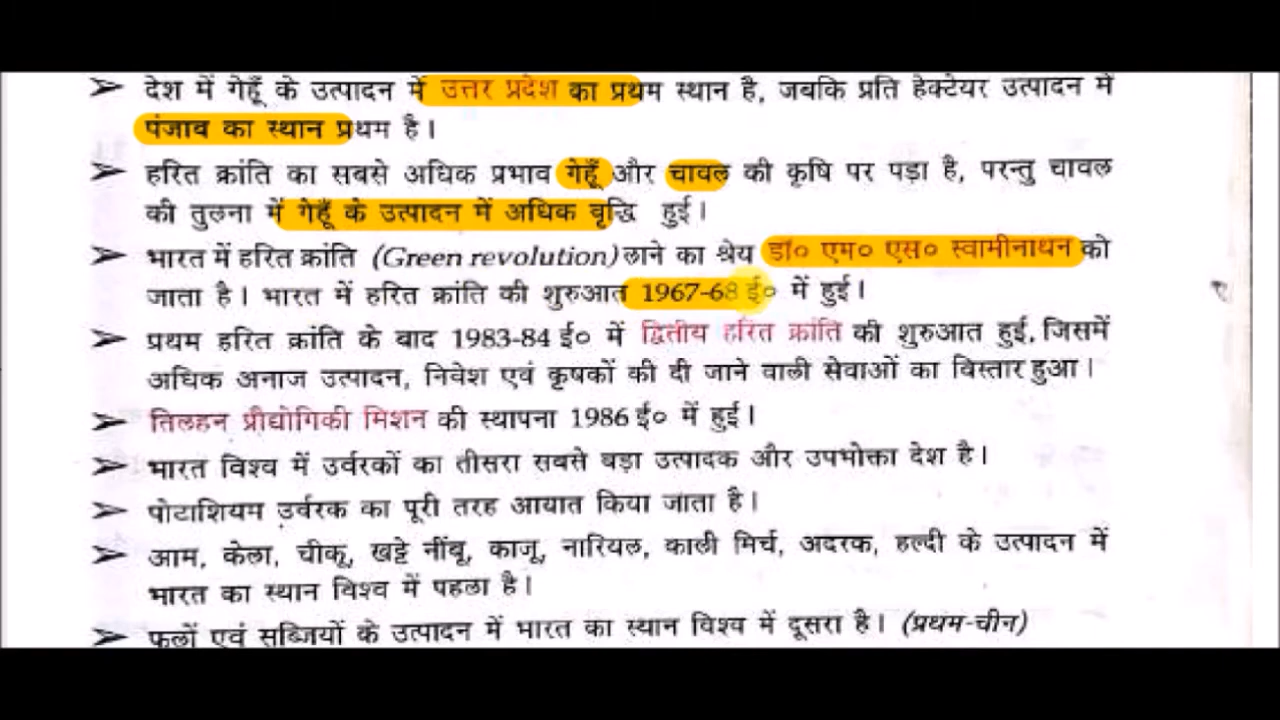 ➢ देश में गेहूँ के उत्पादन में उत्तर प्रदेश का प्रथम स्थान है, जबकि प्रति हेक्टेयर उत्पादन में
पंजाब का स्थान प्रथम है।
➢ हरित क्रांति का सबसे अधिक प्रभाव गेहूँ और चावल की कृषि पर पड़ा है, परन्तु चावल
की तुलना में गेहूँ के उत्पादन में अधिक वृद्धि हुई।
➢ भारत में हरित क्रांति (Green revolution) लाने का श्रेय डॉ० एम० एस० स्वामीनाथन को
जाता है। भारत में हरित क्रांति की शुरुआत 1967-68 ई० में हुई।
➢ प्रथम हरित क्रांति के बाद 1983-84 ई० में द्वितीय हरित क्रांति की शुरुआत हुई, जिसमें
अधिक अनाज उत्पादन, निवेश एवं कृषकों की दी जाने वाली सेवाओं का विस्तार हुआ।
➢ तिलहन प्रौद्योगिकी मिशन की स्थापना 1986 ई० में हुई।
➢ भारत विश्व में उर्वरकों का तीसरा सबसे बड़ा उत्पादक और उपभोक्ता देश है।
➢ पोटाशियम उर्वरक का पूरी तरह आयात किया जाता है।
➢ आम, केला, चीकू, खट्टे नींबू, काजू, नारियल, काली मिर्च, अदरक, हल्दी के उत्पादन में
भारत का स्थान विश्व में पहला है।
➢ फलों एवं सब्जियों के उत्पादन में भारत का स्थान विश्व में दूसरा है। (प्रथम-चीन)